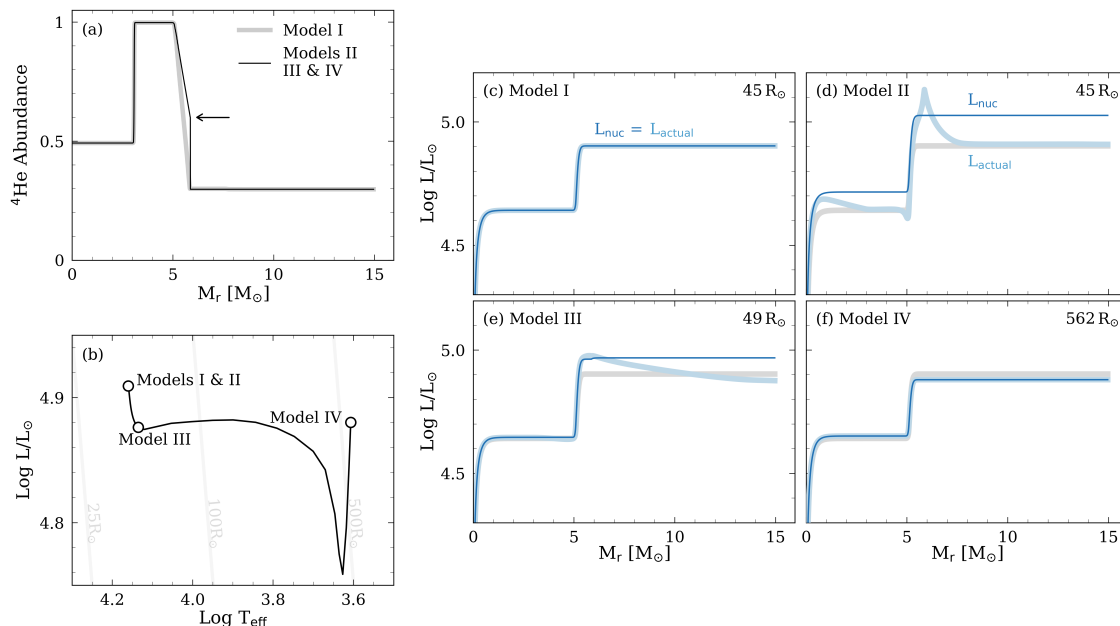 (a)
Model I
Models II
III & IV
1
0.5
0
⁴He Abundance
0
5
10
15
M_r [M_⊙]
(b)
Models I & II
Model III
Model IV
25R_⊙
100R_⊙
500R_⊙
4.9
4.8
Log L/L_⊙
4.2
4.0
3.8
3.6
Log T_eff
(c) Model I
45 R_⊙
L_nuc = L_actual
5.0
4.5
Log L/L_⊙
(d) Model II
45 R_⊙
L_nuc
L_actual
(e) Model III
49 R_⊙
5.0
4.5
Log L/L_⊙
0
5
10
15
M_r [M_⊙]
(f) Model IV
562 R_⊙
0
5
10
15
M_r [M_⊙]